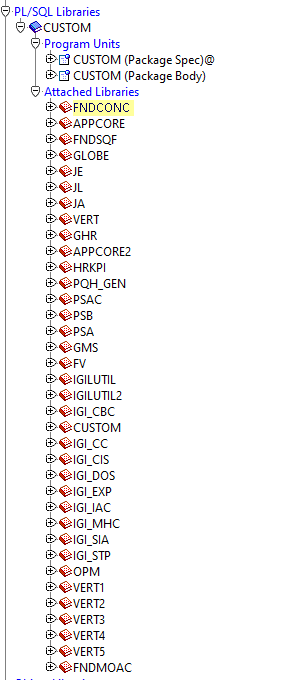 PL/SQL Libraries
CUSTOM
Program Units
CUSTOM (Package Spec)@
CUSTOM (Package Body)
Attached Libraries
FNDCONC
APPCORE
FNDSQF
GLOBE
JE
JL
JA
VERT
GHR
APPCORE2
HRKPI
PQH_GEN
PSAC
PSB
PSA
GMS
FV
IGILUTIL
IGILUTIL2
IGI_CBC
CUSTOM
IGI_CC
IGI_CIS
IGI_DOS
IGI_EXP
IGI_IAC
IGI_MHC
IGI_SIA
IGI_STP
OPM
VERT1
VERT2
VERT3
VERT4
VERT5
FNDMOAC